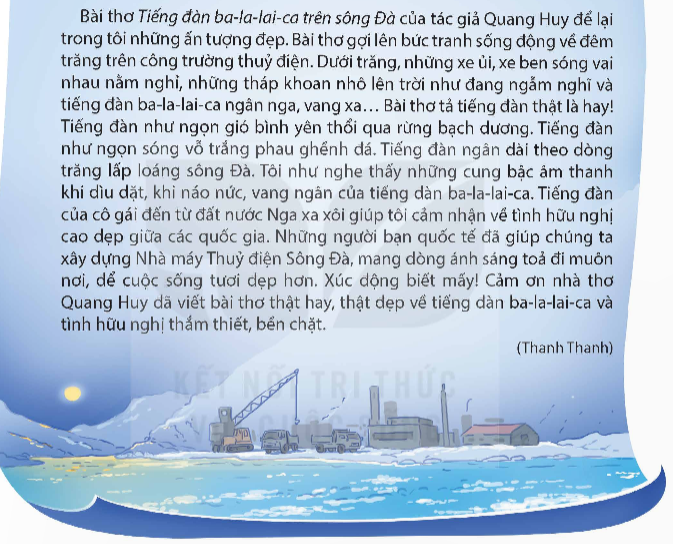 Bài thơ Tiếng đàn ba-la-lai-ca trên sông Đà của tác giả Quang Huy để lại
trong tôi những ấn tượng đẹp. Bài thơ gợi lên bức tranh sống động về đêm
trăng trên công trường thuỷ điện. Dưới trăng, những xe ủi, xe ben sóng vai
nhau nằm nghỉ, những tháp khoan nhô lên trời như đang ngẫm nghĩ và
tiếng đàn ba-la-lai-ca ngân nga, vang xa... Bài thơ tả tiếng đàn thật là hay!
Tiếng đàn như ngọn gió bình yên thổi qua rừng bạch dương. Tiếng đàn
như ngọn sóng vỗ trắng phau ghềnh đá. Tiếng đàn ngân dài theo dòng
trăng lấp loáng sông Đà. Tôi như nghe thấy những cung bậc âm thanh
khi dìu dặt, khi náo nức, vang ngân của tiếng đàn ba-la-lai-ca. Tiếng đàn
của cô gái đến từ đất nước Nga xa xôi giúp tôi cảm nhận về tình hữu nghị
cao đẹp giữa các quốc gia. Những người bạn quốc tế đã giúp chúng ta
xây dựng Nhà máy Thuỷ điện Sông Đà, mang dòng ánh sáng toả đi muôn
nơi, để cuộc sống tươi đẹp hơn. Xúc động biết mấy! Cảm ơn nhà thơ
Quang Huy đã viết bài thơ thật hay, thật đẹp về tiếng đàn ba-la-lai-ca và
tình hữu nghị thắm thiết, bền chặt.
(Thanh Thanh)
KẾT NỐI TRI THỨC